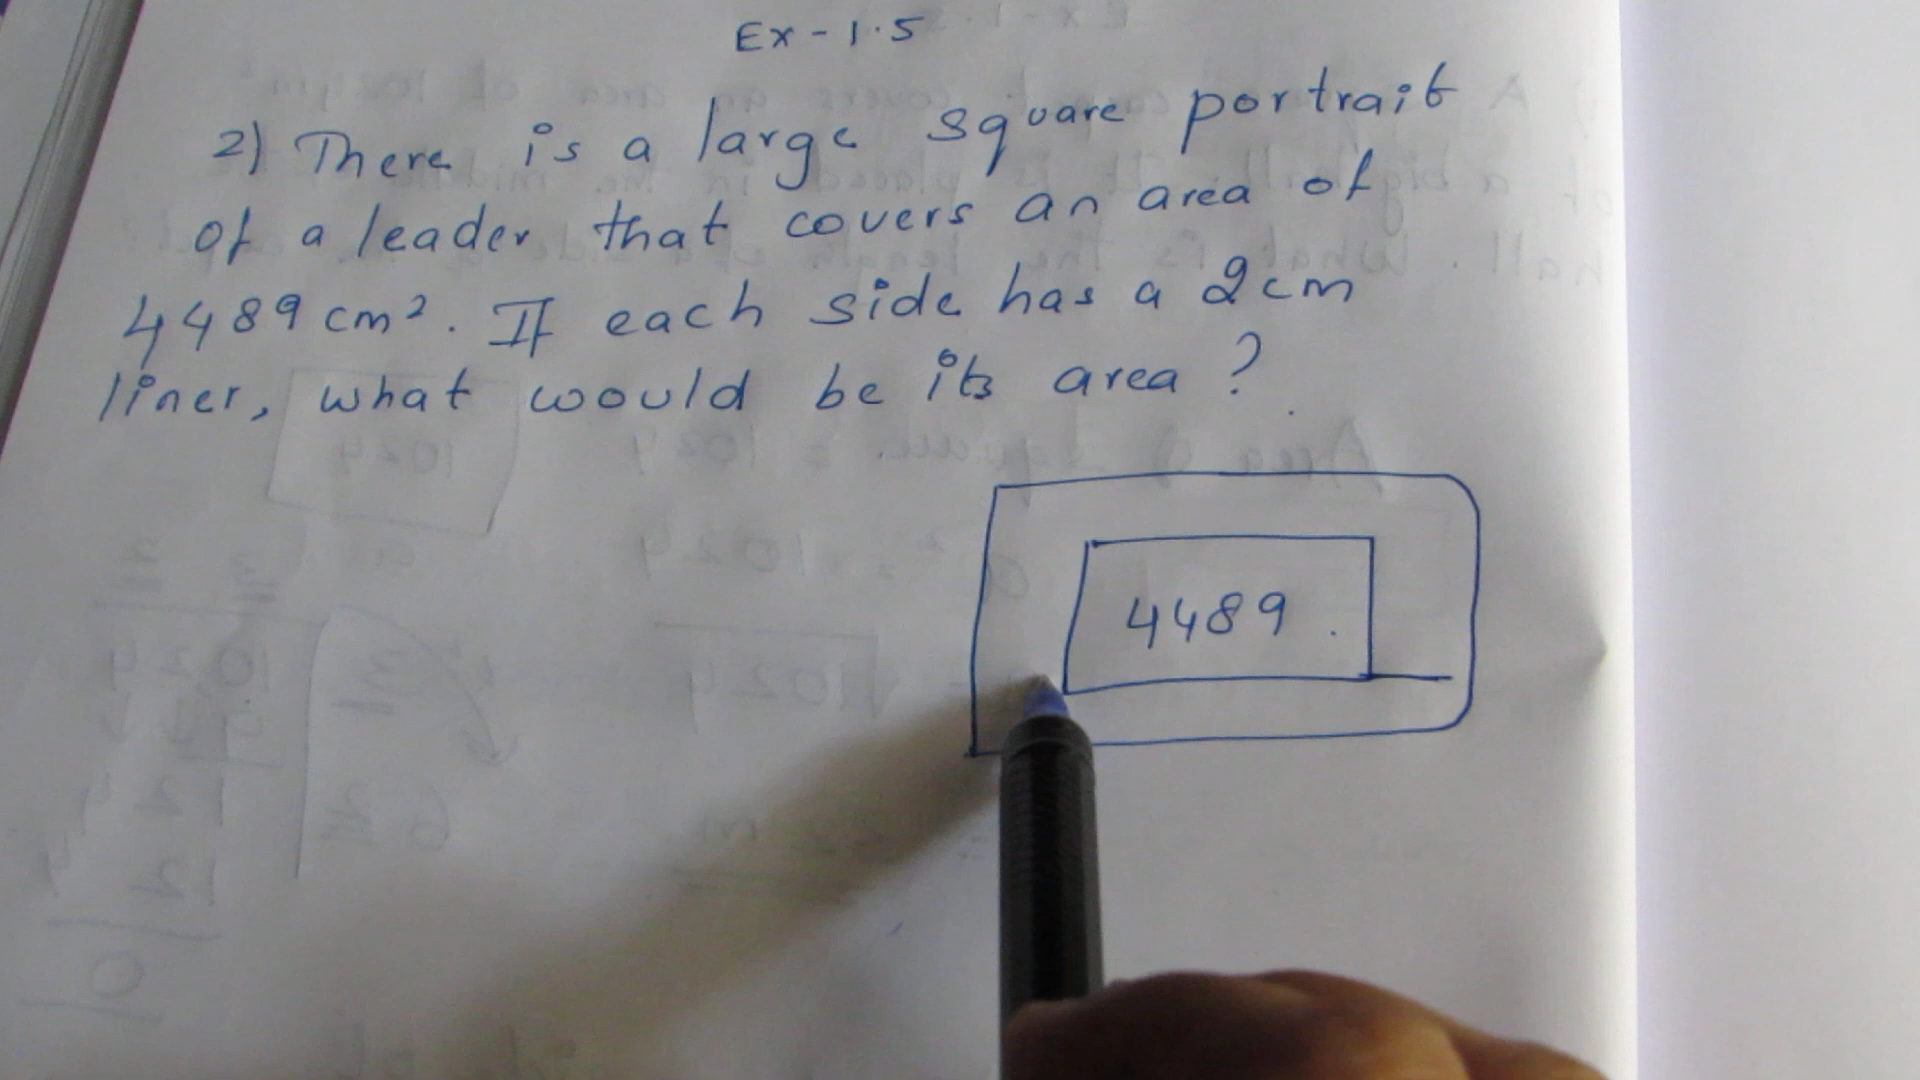 Ex - 1.5
2) There is a large square portrait
of a leader that covers an area of
4489 cm². If each side has a 2cm
liner, what would be its area ?
4489